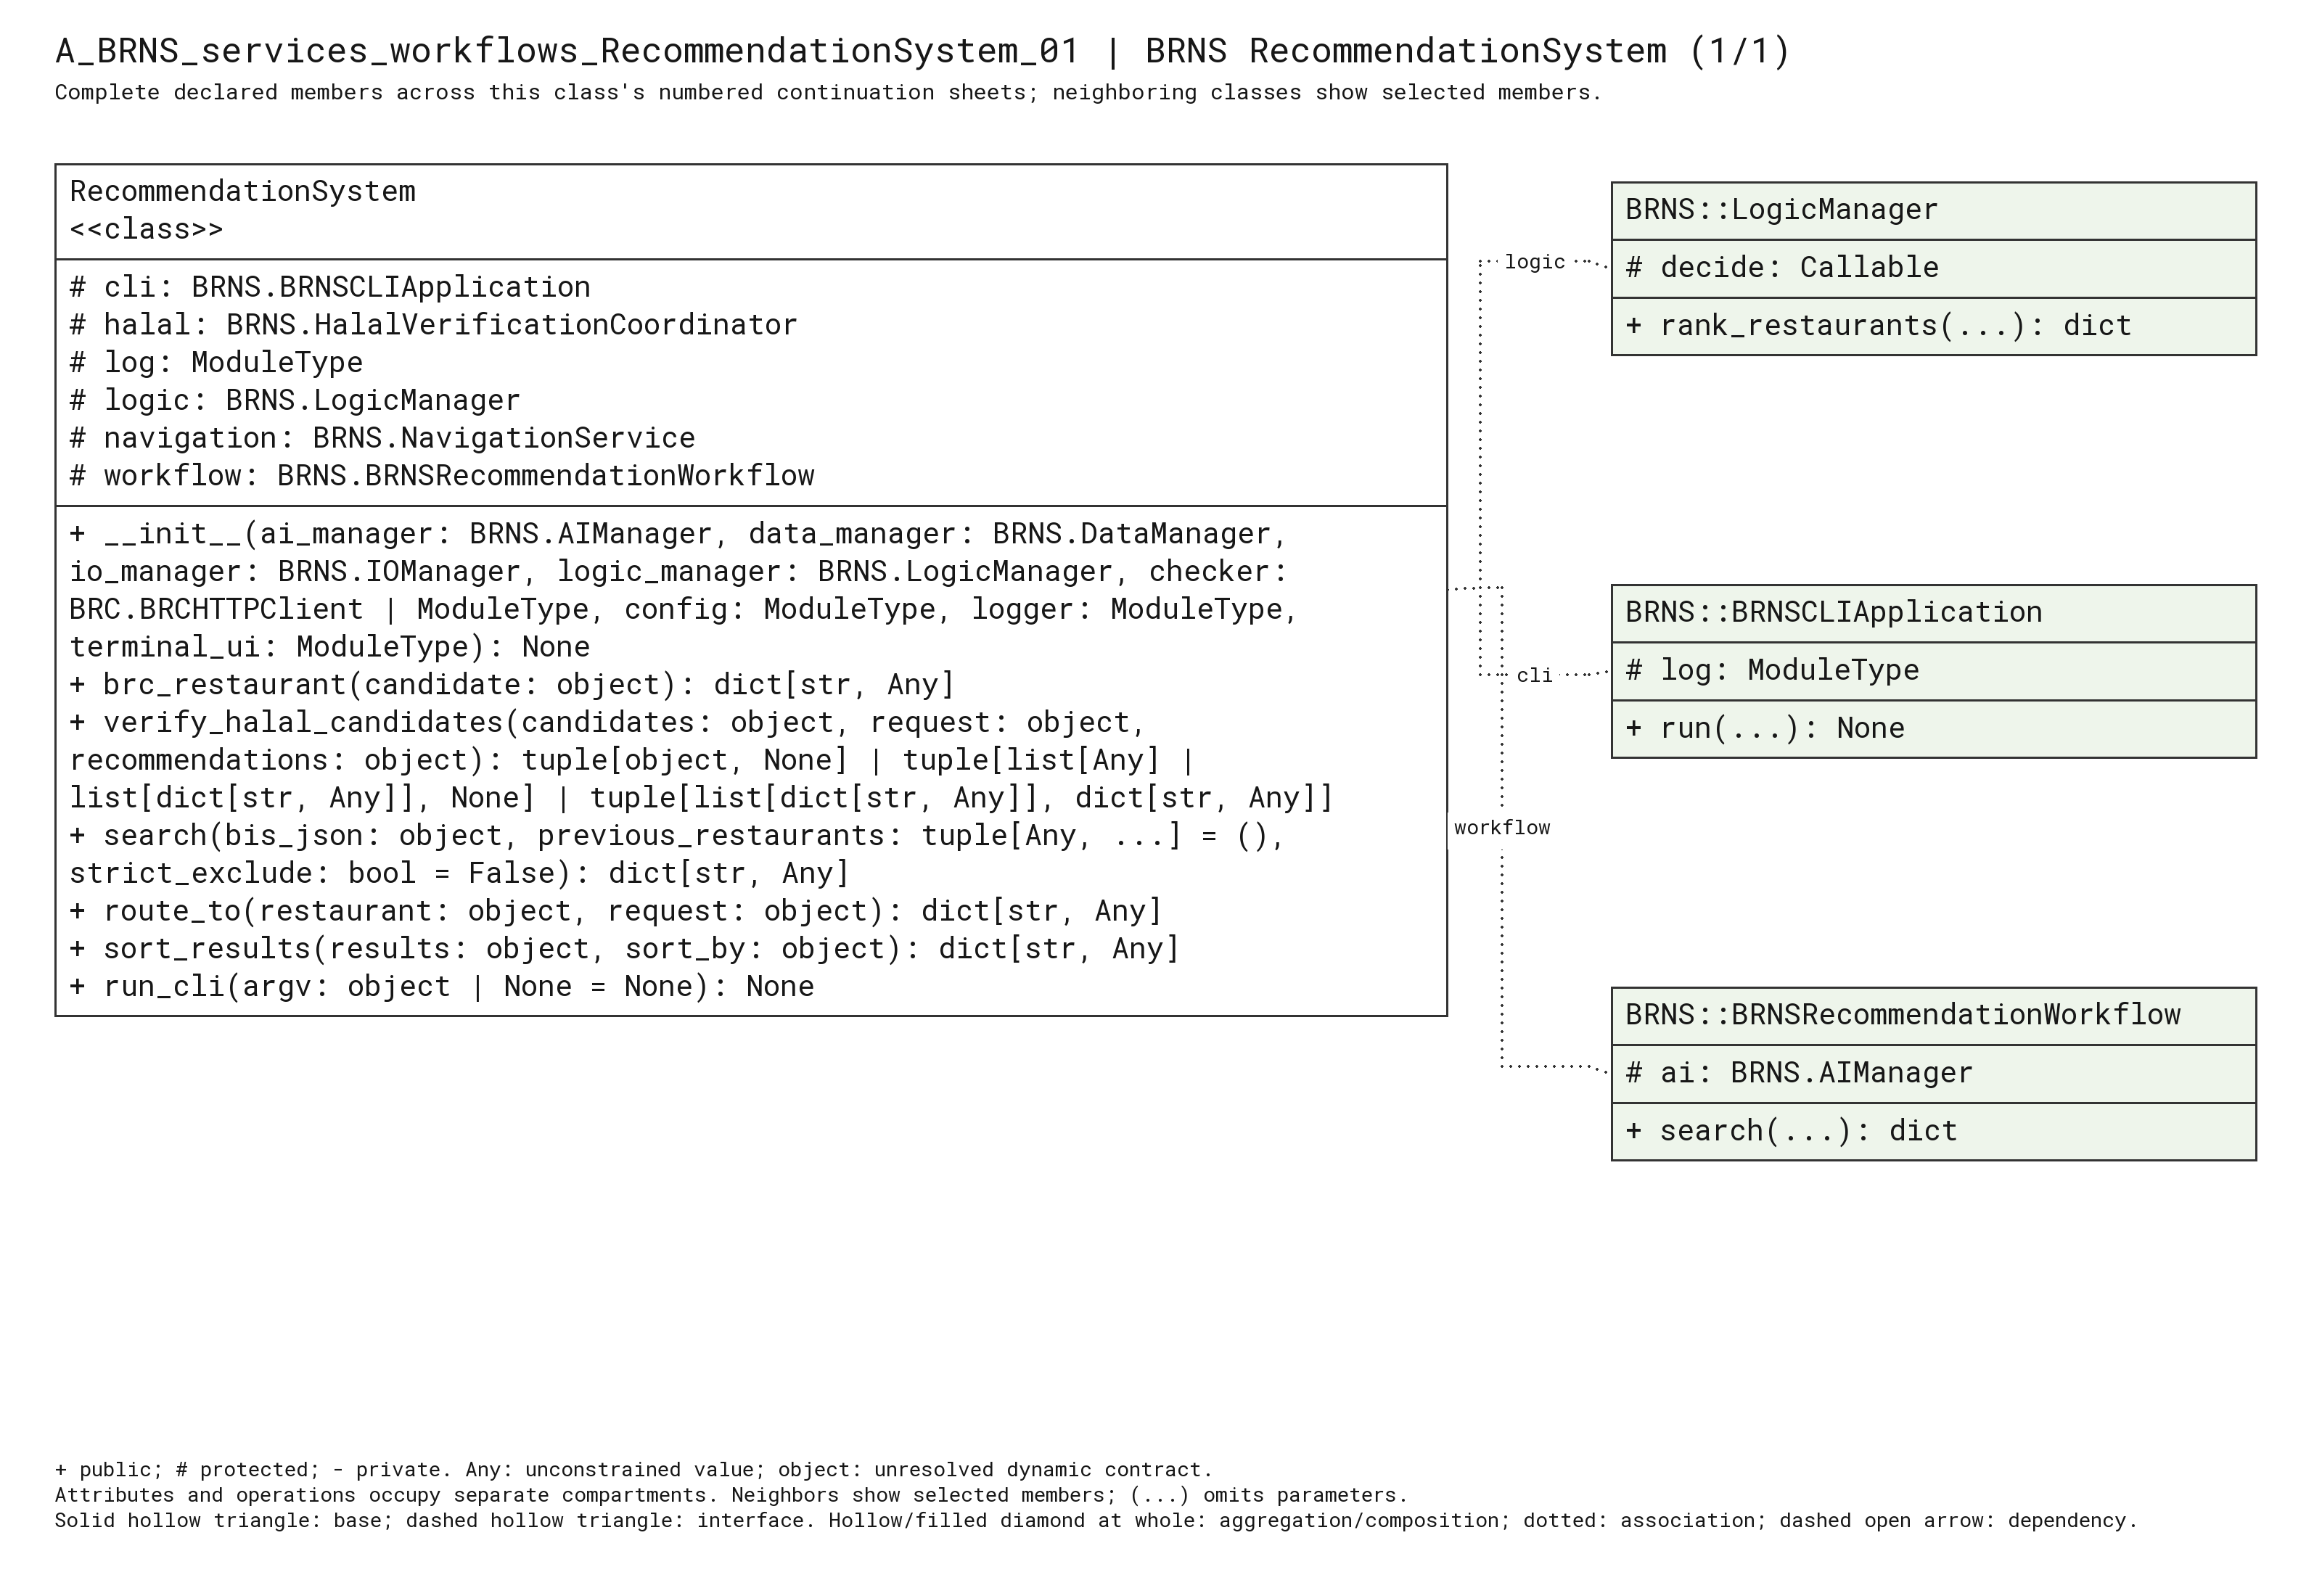 A_BRNS_services_workflows_RecommendationSystem_01 | BRNS RecommendationSystem (1/1)
Complete declared members across this class's numbered continuation sheets; neighboring classes show selected members.
RecommendationSystem
<<class>>
# cli: BRNS.BRNSCLIApplication
# halal: BRNS.HalalVerificationCoordinator
# log: ModuleType
# logic: BRNS.LogicManager
# navigation: BRNS.NavigationService
# workflow: BRNS.BRNSRecommendationWorkflow
+ __init__(ai_manager: BRNS.AIManager, data_manager: BRNS.DataManager,
io_manager: BRNS.IOManager, logic_manager: BRNS.LogicManager, checker:
BRC.BRCHTTPClient | ModuleType, config: ModuleType, logger: ModuleType,
terminal_ui: ModuleType): None
+ brc_restaurant(candidate: object): dict[str, Any]
+ verify_halal_candidates(candidates: object, request: object,
recommendations: object): tuple[object, None] | tuple[list[Any] |
list[dict[str, Any]], None] | tuple[list[dict[str, Any]], dict[str, Any]]
+ search(bis_json: object, previous_restaurants: tuple[Any, ...] = (),
strict_exclude: bool = False): dict[str, Any]
+ route_to(restaurant: object, request: object): dict[str, Any]
+ sort_results(results: object, sort_by: object): dict[str, Any]
+ run_cli(argv: object | None = None): None
logic
cli
workflow
BRNS::LogicManager
# decide: Callable
+ rank_restaurants(...): dict
BRNS::BRNSCLIApplication
# log: ModuleType
+ run(...): None
BRNS::BRNSRecommendationWorkflow
# ai: BRNS.AIManager
+ search(...): dict
+ public; # protected; - private. Any: unconstrained value; object: unresolved dynamic contract.
Attributes and operations occupy separate compartments. Neighbors show selected members; (...) omits parameters.
Solid hollow triangle: base; dashed hollow triangle: interface. Hollow/filled diamond at whole: aggregation/composition; dotted: association; dashed open arrow: dependency.